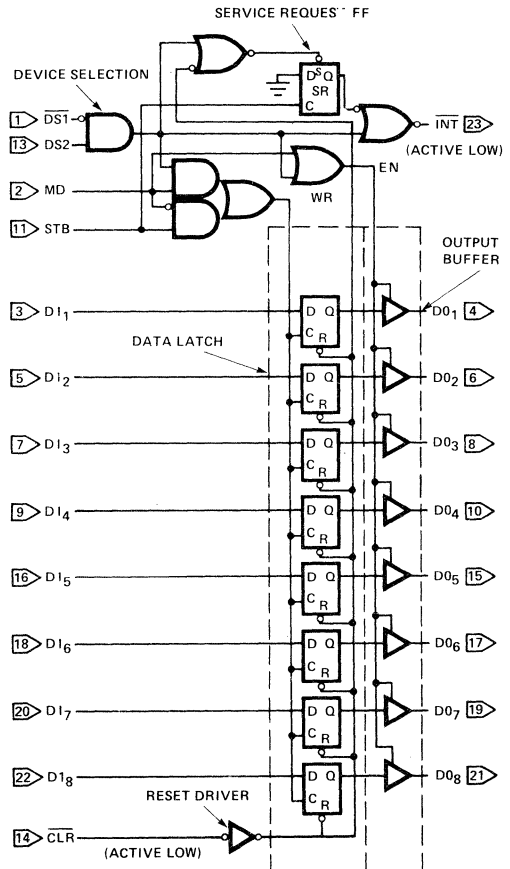 SERVICE REQUEST FF
DEVICE SELECTION
D S Q
SR
C
1 DS1
13 DS2
INT 23
(ACTIVE LOW)
2 MD
EN
WR
11 STB
OUTPUT
BUFFER
3 DI1 D Q C R DO1 4
DATA LATCH
5 Di2 D Q C R DO2 6
7 DI3 D Q C R DO3 8
9 DI4 D Q C R DO4 10
16 DI5 D Q C R DO5 15
18 DI6 D Q C R DO6 17
20 DI7 D Q C R DO7 19
22 D18 D Q C R DO8 21
RESET DRIVER
14 CLR
(ACTIVE LOW)